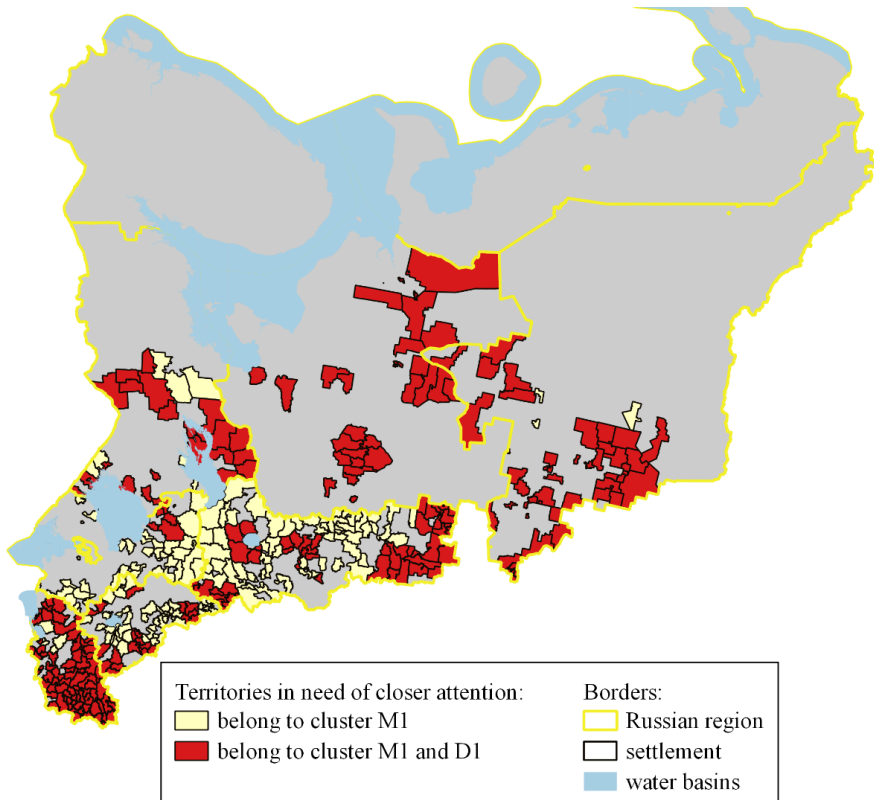 Territories in need of closer attention:
belong to cluster M1
belong to cluster M1 and D1
Borders:
Russian region
settlement
water basins